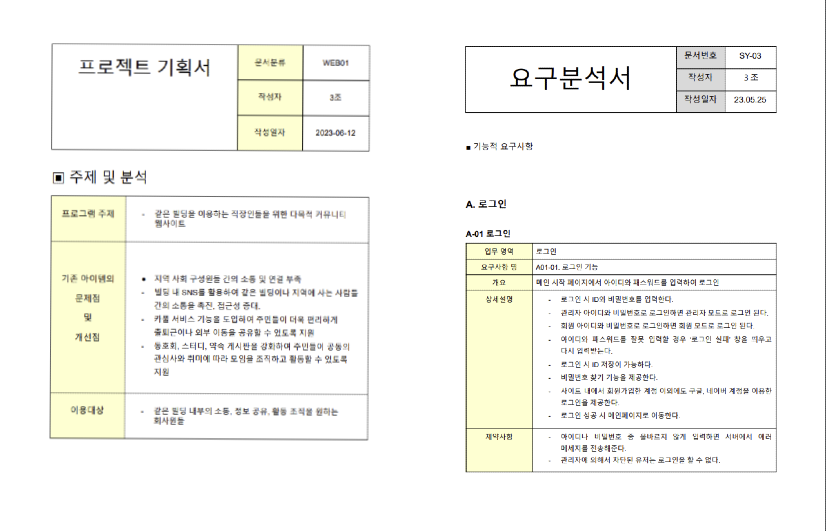 프로젝트 기획서
문서분류 WEB01
작성자 3조
작성일자 2023-06-12
▣ 주제 및 분석
프로그램 주제
- 같은 빌딩을 이용하는 직장인들을 위한 다목적 커뮤니티
웹사이트
기존 아이템의
문제점
및
개선점
● 지역 사회 구성원들 간의 소통 및 연결 부족
- 빌딩 내 SNS를 활용하여 같은 빌딩이나 지역에 사는 사람들
간의 소통을 촉진, 접근성 증대.
- 카풀 서비스 기능을 도입하여 주민들이 더욱 편리하게
출퇴근이나 외부 이동을 공유할 수 있도록 지원
- 동호회, 스터디, 약속 게시판을 강화하여 주민들이 공통의
관심사와 취미에 따라 모임을 조직하고 활동할 수 있도록
지원
이용대상
- 같은 빌딩 내부의 소통, 정보 공유, 활동 조직을 원하는
회사원들
요구분석서
문서번호 SY-03
작성자 3 조
작성일자 23.05.25
■ 기능적 요구사항
A. 로그인
A-01 로그인
업무 영역 로그인
요구사항 명 A01-01. 로그인 기능
개요 메인 시작 페이지에서 아이디와 패스워드를 입력하여 로그인
상세설명
- 로그인 시 ID와 비밀번호를 입력한다.
- 관리자 아이디와 비밀번호로 로그인하면 관리자 모드로 로그인 된다.
- 회원 아이디와 비밀번호로 로그인하면 회원 모드로 로그인 된다
- 아이디와 패스워드를 잘못 입력할 경우 '로그인 실패' 창을 띄우고
다시 입력받는다.
- 로그인 시 ID 저장이 가능하다.
- 비밀번호 찾기 기능을 제공한다.
- 사이트 내에서 회원가입한 계정 이외에도 구글, 네이버 계정을 이용한
로그인을 제공한다.
- 로그인 성공 시 메인페이지로 이동한다.
제약사항
- 아이디나 비밀번호 중 올바르지 않게 입력하면 서버에서 에러
메세지를 전송해준다.
- 관리자에 의해서 차단된 유저는 로그인을 할 수 없다.